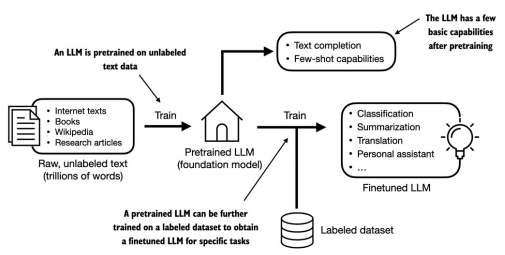 The LLM has a few
basic capabilities
after pretraining
An LLM is pretrained on unlabeled
text data
• Text completion
• Few-shot capabilities
• Internet texts
• Books
• Wikipedia
• Research articles
Train
Train
• Classification
• Summarization
• Translation
• Personal assistant
• ...
Raw, unlabeled text
(trillions of words)
Pretrained LLM
(foundation model)
Finetuned LLM
A pretrained LLM can be further
trained on a labeled dataset to obtain
a finetuned LLM for specific tasks
Labeled dataset